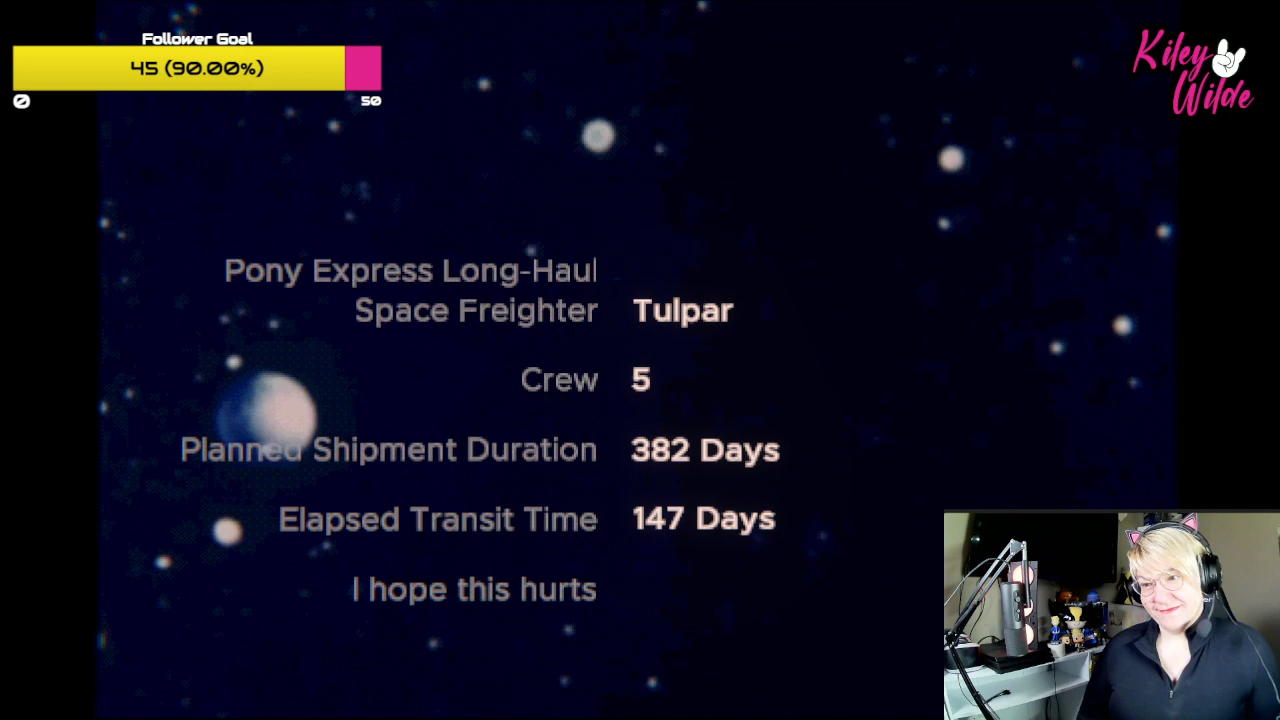 Follower Goal
45 (90.00%)
0
50
Kiley
Wilde
Pony Express Long-Haul
Space Freighter Tulpar
Crew 5
Planned Shipment Duration 382 Days
Elapsed Transit Time 147 Days
I hope this hurts